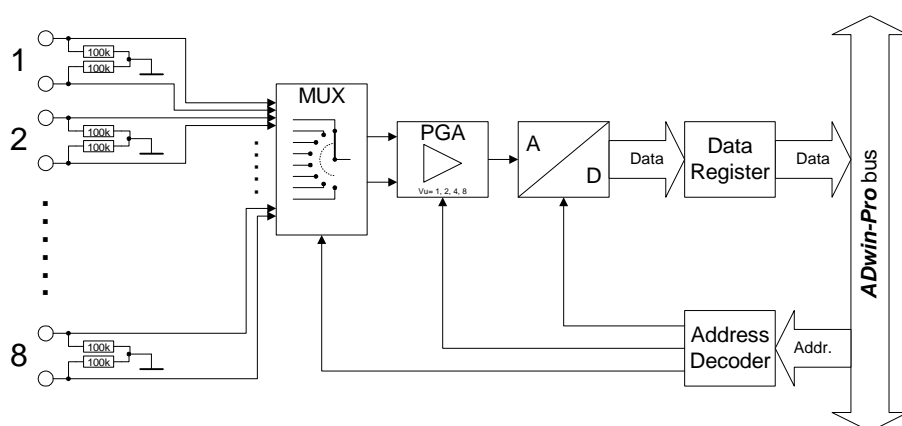 1
100k
100k
2
100k
100k
8
100k
100k
MUX
PGA
Vu= 1, 2, 4, 8
A
D
Data
Data
Register
Data
Address
Decoder
Addr.
ADwin-Pro bus